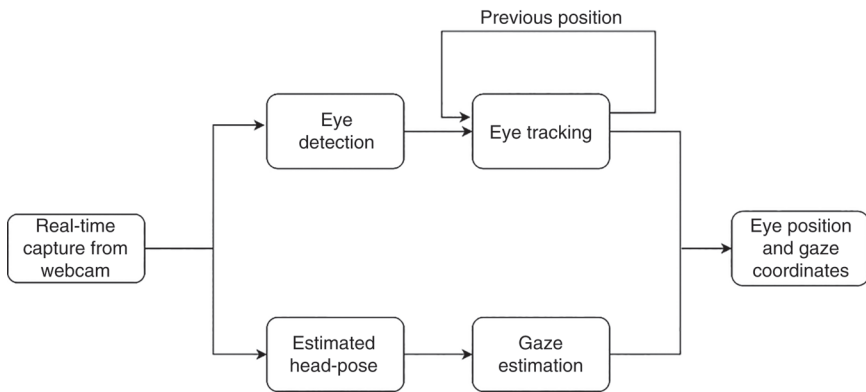 Previous position
Eye
detection
Eye tracking
Real-time
capture from
webcam
Eye position
and gaze
coordinates
Estimated
head-pose
Gaze
estimation